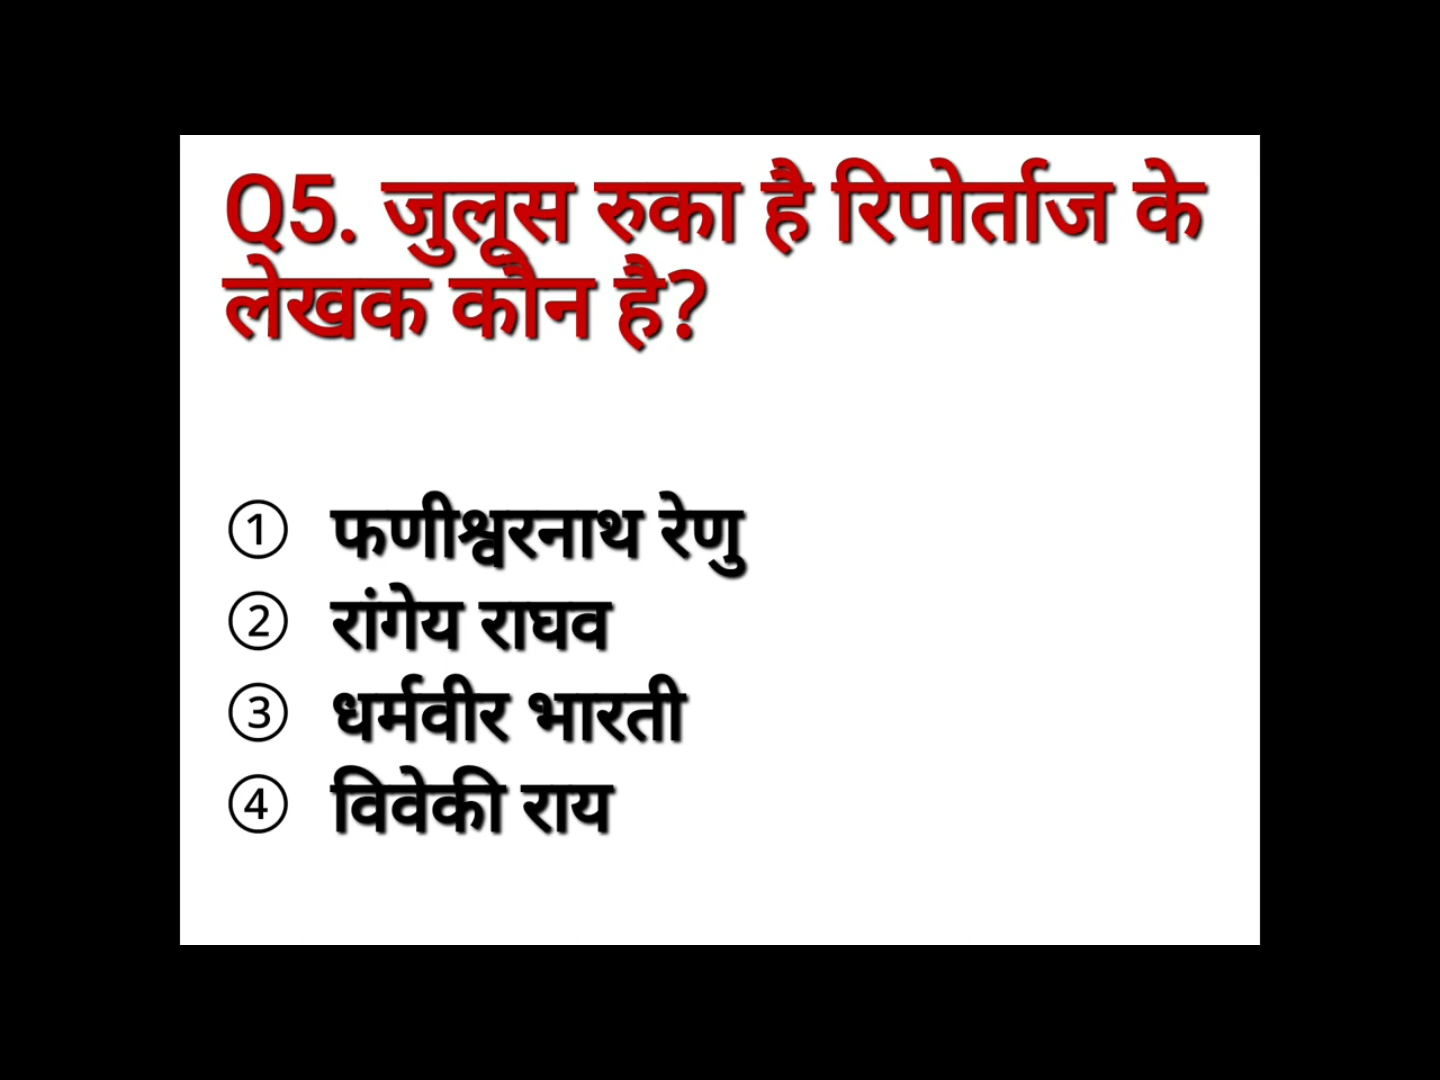 Q5. जुलूस रुका है रिपोर्ताज के
लेखक कौन है?
① फणीश्वरनाथ रेणु
② रांगेय राघव
③ धर्मवीर भारती
④ विवेकी राय